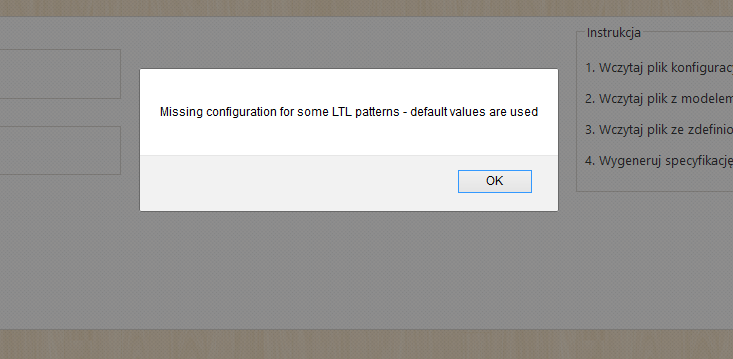 Instrukcja
1. Wczytaj plik konfiguracy
2. Wczytaj plik z modelem
3. Wczytaj plik ze zdefinio
4. Wygeneruj specyfikację
Missing configuration for some LTL patterns - default values are used
OK